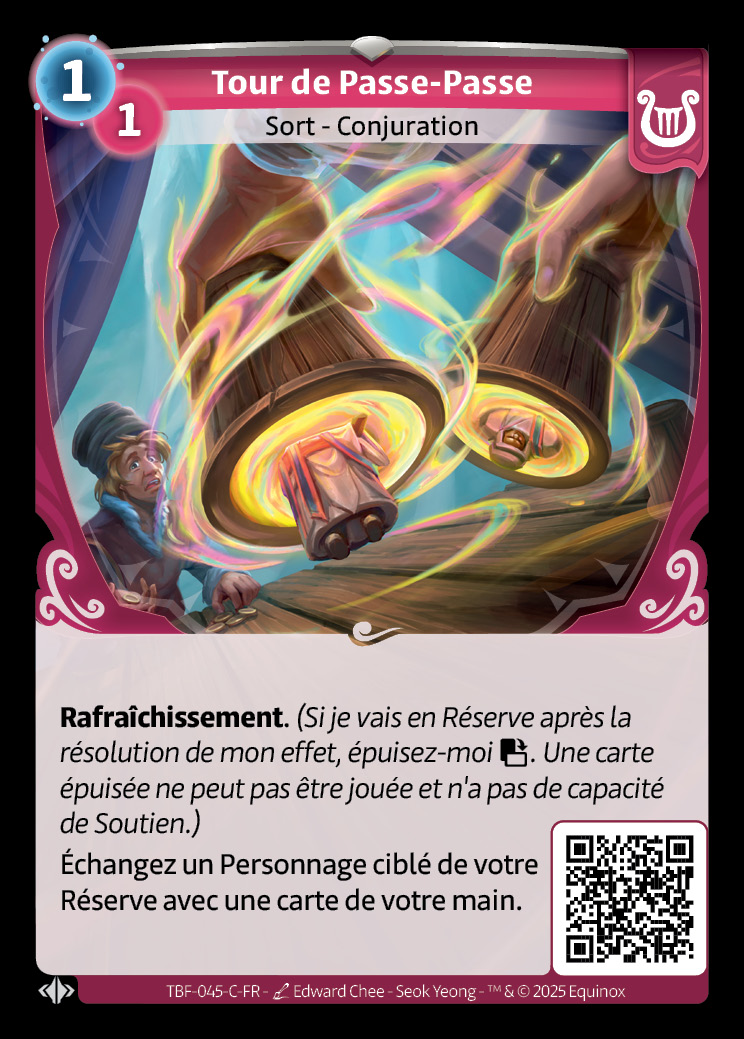 1
Tour de Passe-Passe
1
Sort - Conjuration
Rafraîchissement. (Si je vais en Réserve après la
résolution de mon effet, épuisez-moi . Une carte
épuisée ne peut pas être jouée et n'a pas de capacité
de Soutien.)
Échangez un Personnage ciblé de votre
Réserve avec une carte de votre main.
TBF-045-C-FR - Edward Chee - Seok Yeong - ™ & © 2025 Equinox